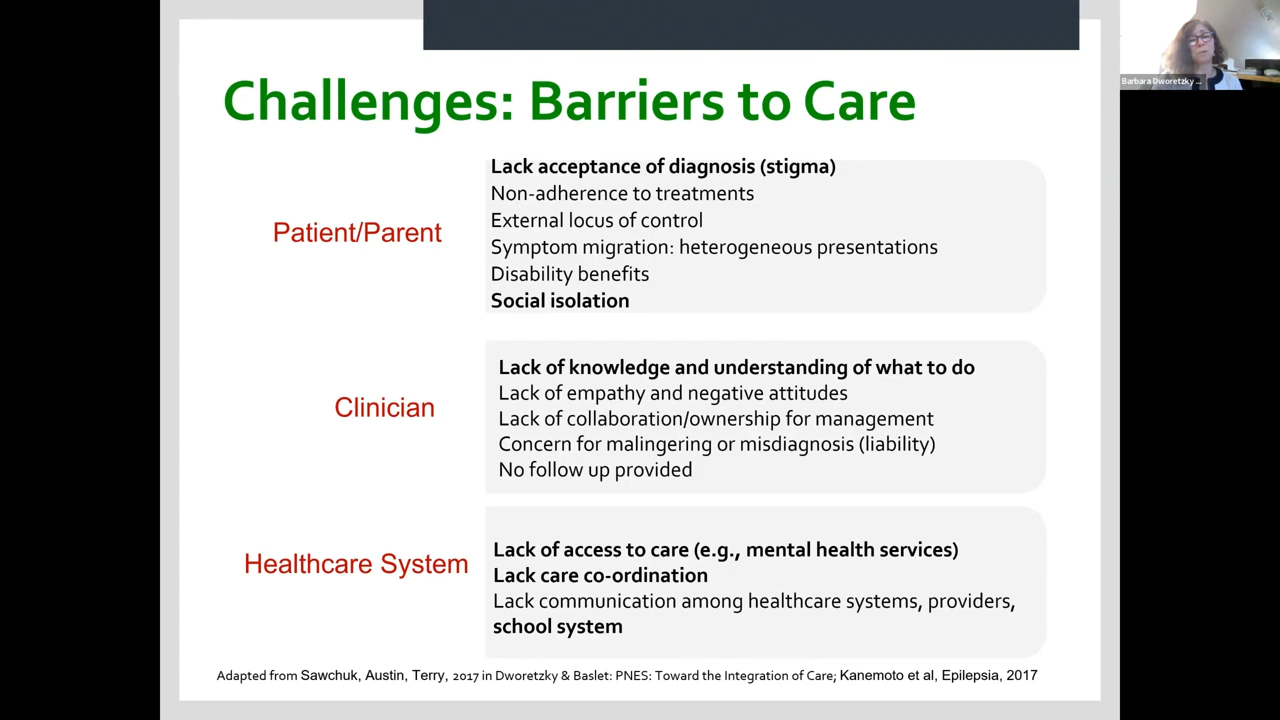 Challenges: Barriers to Care
Barbara Dworetzky ...
Patient/Parent
Lack acceptance of diagnosis (stigma)
Non-adherence to treatments
External locus of control
Symptom migration: heterogeneous presentations
Disability benefits
Social isolation
Clinician
Lack of knowledge and understanding of what to do
Lack of empathy and negative attitudes
Lack of collaboration/ownership for management
Concern for malingering or misdiagnosis (liability)
No follow up provided
Healthcare System
Lack of access to care (e.g., mental health services)
Lack care co-ordination
Lack communication among healthcare systems, providers,
school system
Adapted from Sawchuk, Austin, Terry, 2017 in Dworetzky & Baslet: PNES: Toward the Integration of Care; Kanemoto et al, Epilepsia, 2017